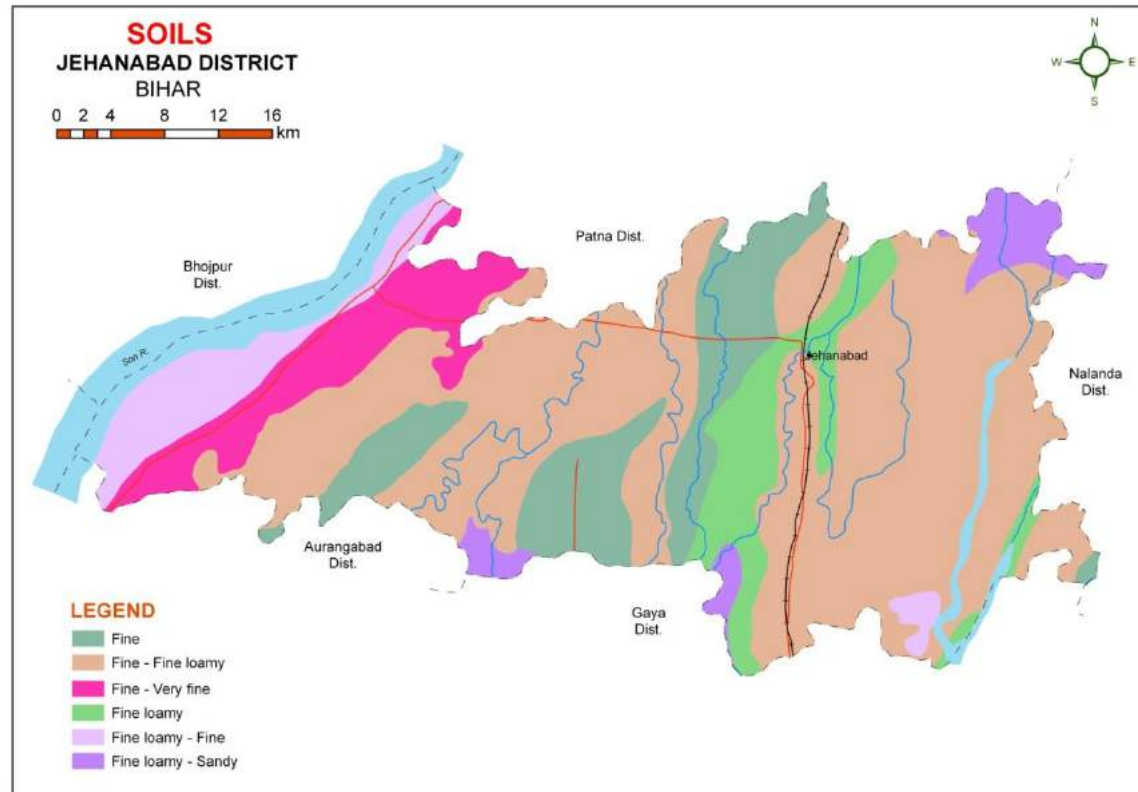 SOILS
JEHANABAD DISTRICT
BIHAR
0 2 4 8 12 16
km
N
W E
S
Patna Dist.
Bhojpur
Dist.
Son R.
Jehanabad
Nalanda
Dist.
Aurangabad
Dist.
Gaya
Dist.
LEGEND
Fine
Fine - Fine loamy
Fine - Very fine
Fine loamy
Fine loamy - Fine
Fine loamy - Sandy